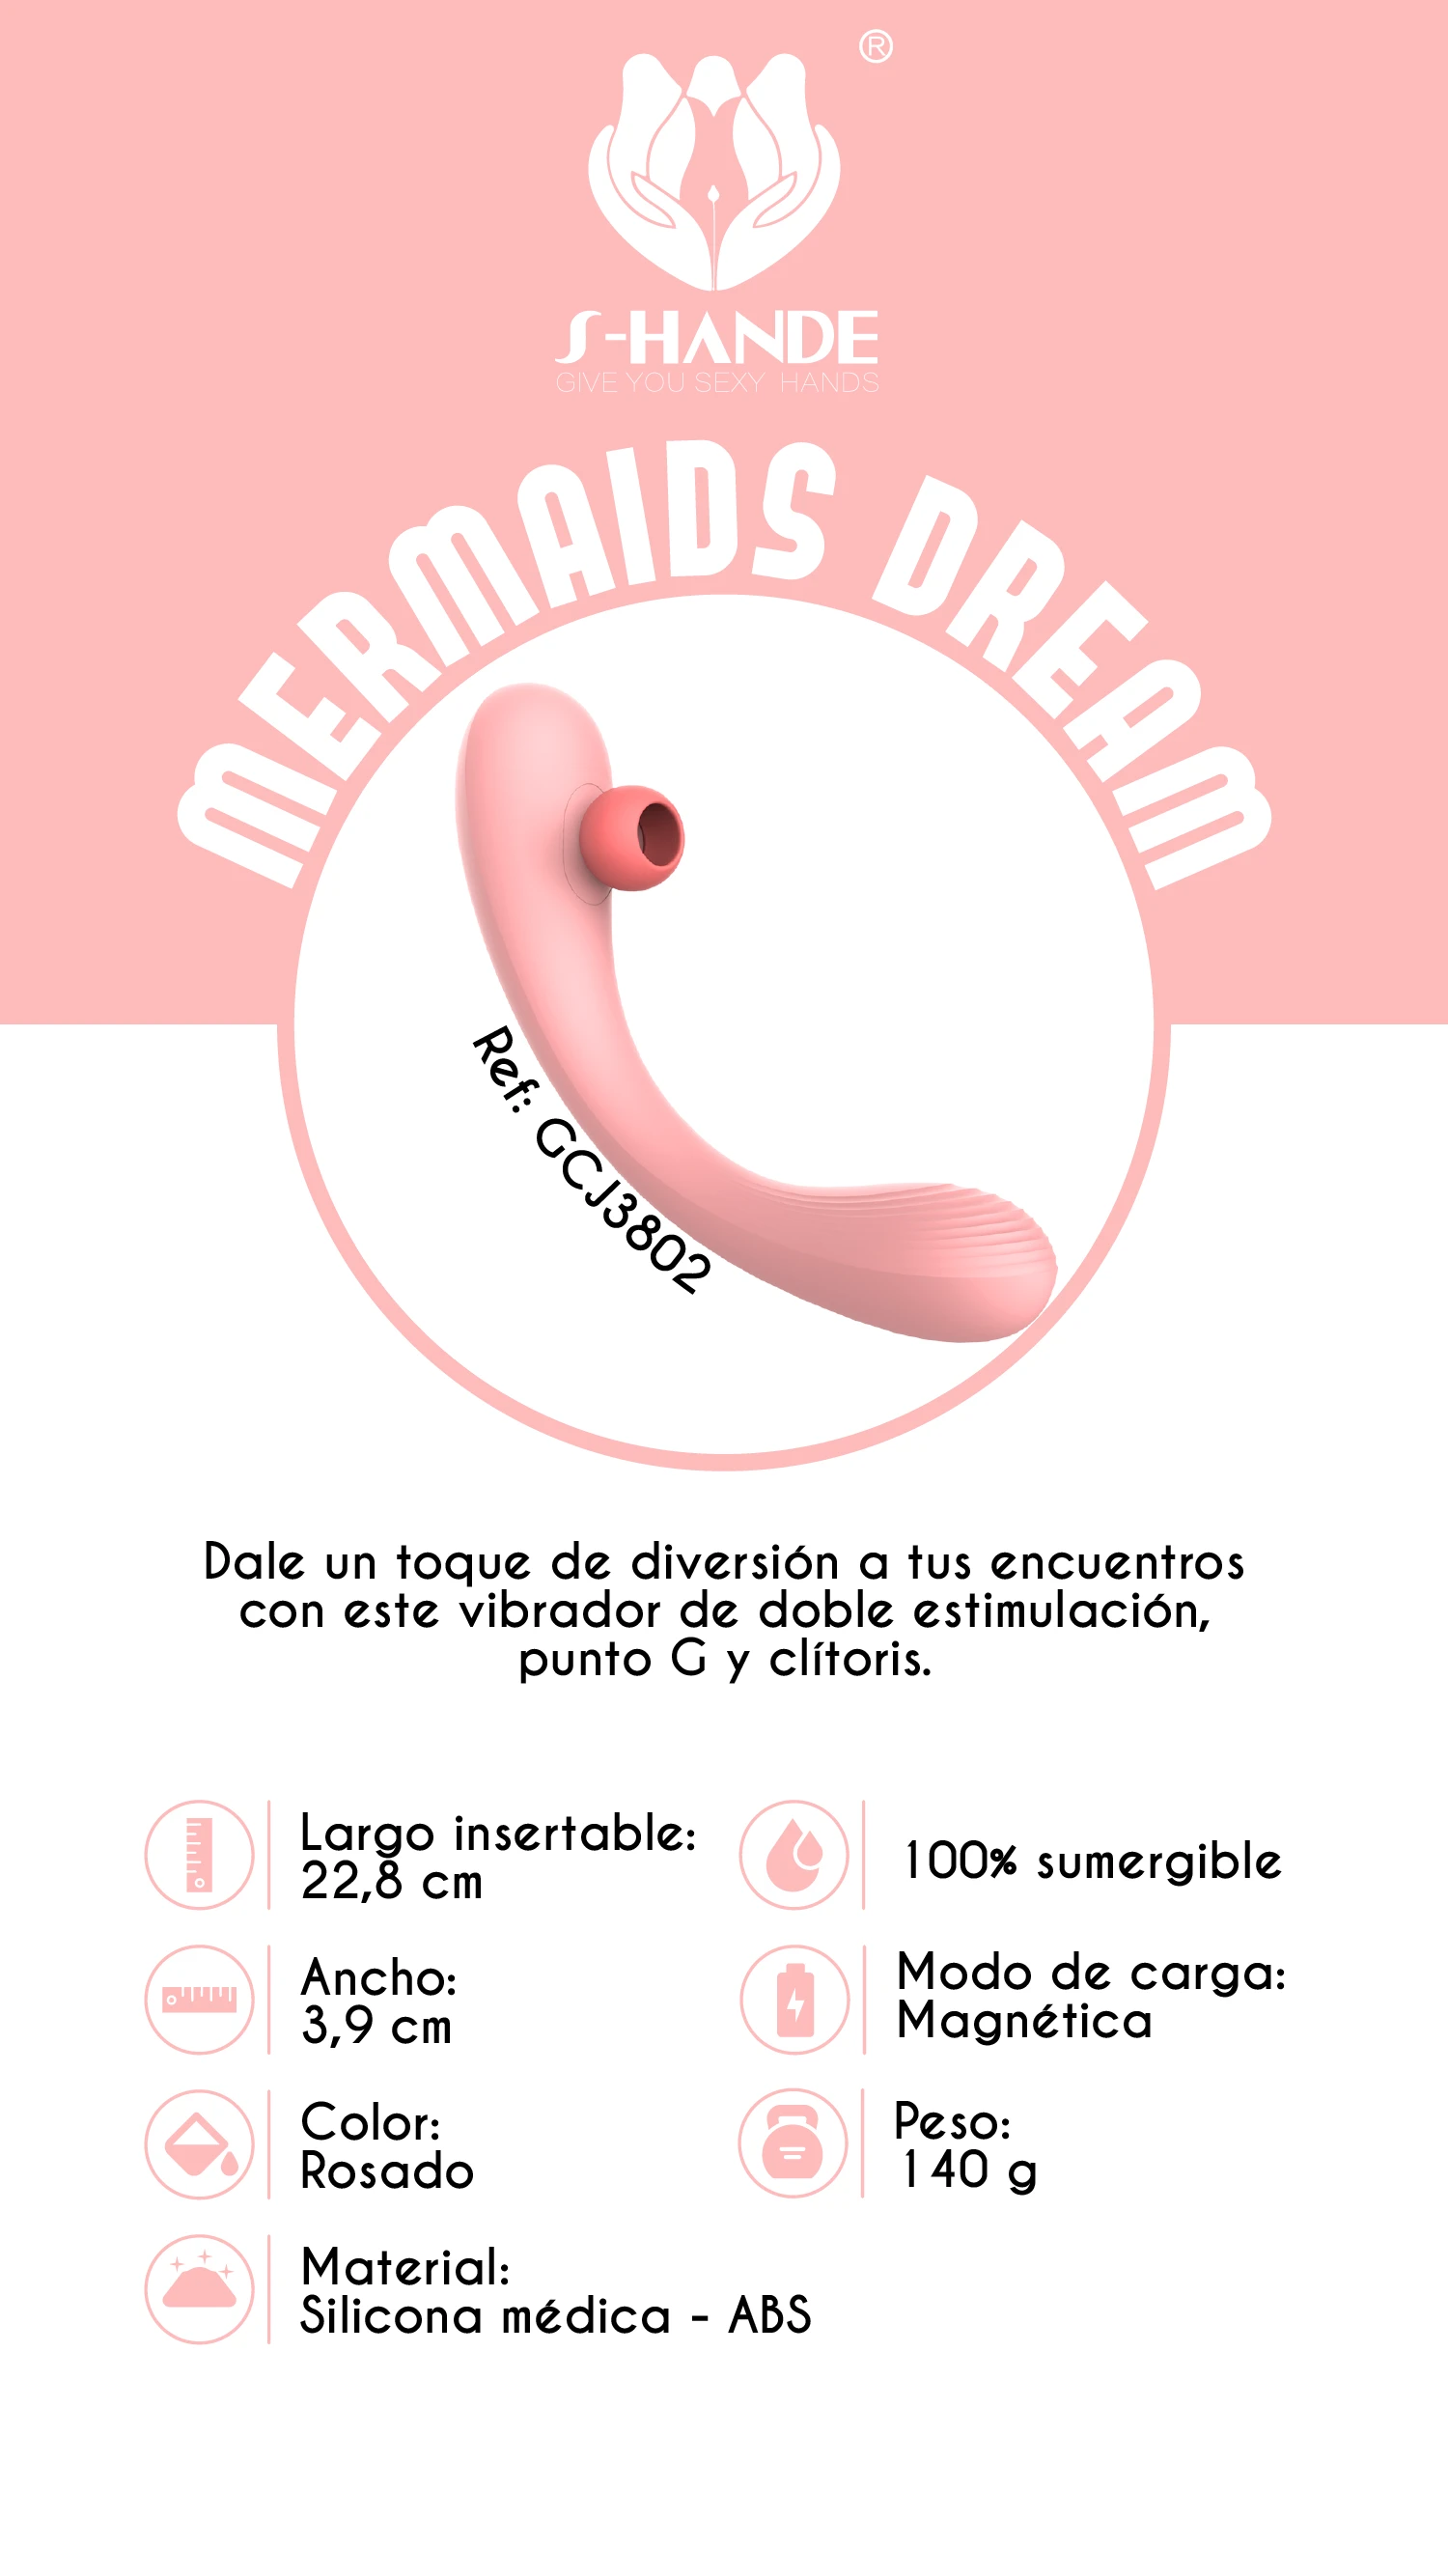 ®
S-HANDE
GIVE YOU SEXY HANDS
MERMAIDS DREAM
Ref: GCJ3802
Dale un toque de diversión a tus encuentros
con este vibrador de doble estimulación,
punto G y clítoris.
Largo insertable:
22,8 cm
100% sumergible
Ancho:
3,9 cm
Modo de carga:
Magnética
Color:
Rosado
Peso:
140 g
Material:
Silicona médica - ABS